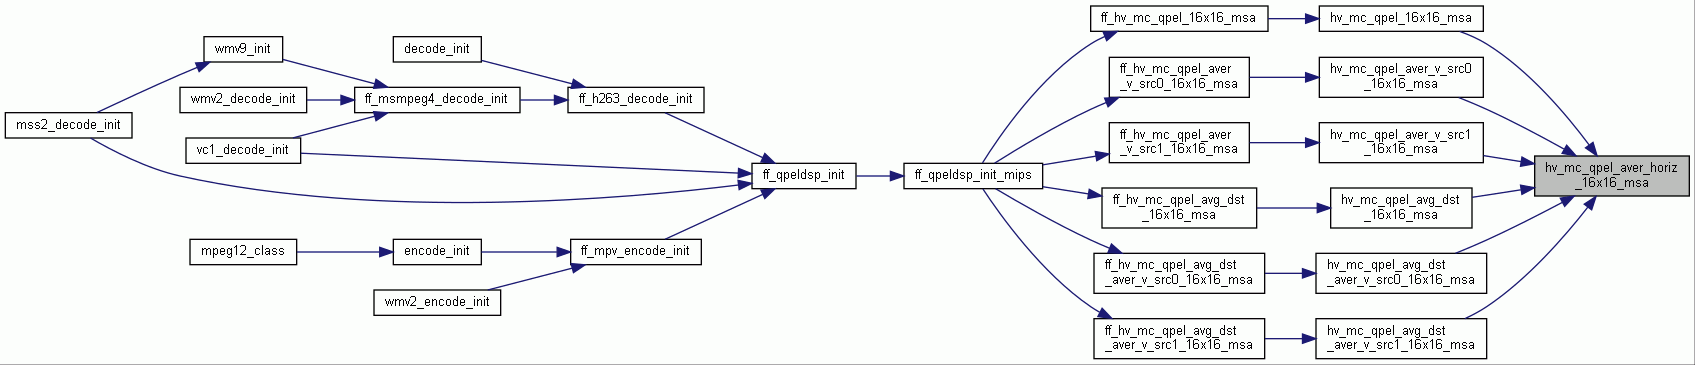 mss2_decode_init
wmv9_init
wmv2_decode_init
vc1_decode_init
mpeg12_class
decode_init
ff_msmpeg4_decode_init
encode_init
wmv2_encode_init
ff_h263_decode_init
ff_mpv_encode_init
ff_qpeldsp_init
ff_qpeldsp_init_mips
ff_hv_mc_qpel_16x16_msa
ff_hv_mc_qpel_aver
_v_src0_16x16_msa
ff_hv_mc_qpel_aver
_v_src1_16x16_msa
ff_hv_mc_qpel_avg_dst
_16x16_msa
ff_hv_mc_qpel_avg_dst
_aver_v_src0_16x16_msa
ff_hv_mc_qpel_avg_dst
_aver_v_src1_16x16_msa
hv_mc_qpel_16x16_msa
hv_mc_qpel_aver_v_src0
_16x16_msa
hv_mc_qpel_aver_v_src1
_16x16_msa
hv_mc_qpel_avg_dst
_16x16_msa
hv_mc_qpel_avg_dst
_aver_v_src0_16x16_msa
hv_mc_qpel_avg_dst
_aver_v_src1_16x16_msa
hv_mc_qpel_aver_horiz
_16x16_msa